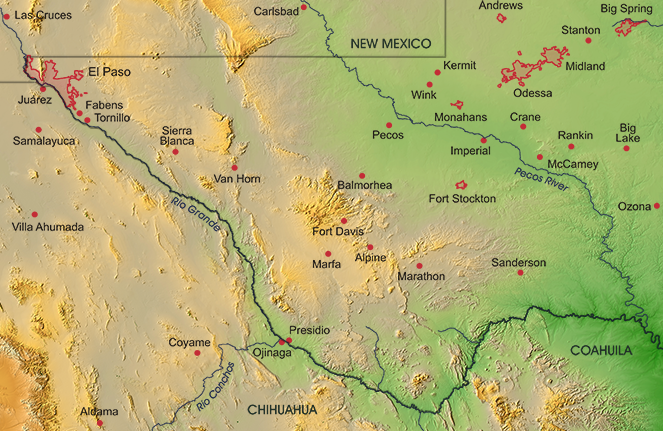 Las Cruces
Carlsbad
Andrews
Big Spring
Stanton
NEW MEXICO
El Paso
Kermit
Midland
Juárez
Wink
Odessa
Fabens
Tornillo
Monahans
Crane
Samalayuca
Sierra
Blanca
Pecos
Imperial
Rankin
Big
Lake
McCamey
Van Horn
Balmorhea
Pecos River
Fort Stockton
Ozona
Rio Grande
Villa Ahumada
Fort Davis
Marfa
Alpine
Marathon
Sanderson
Presidio
Coyame
Ojinaga
COAHUILA
Rio Conchos
Aldama
CHIHUAHUA